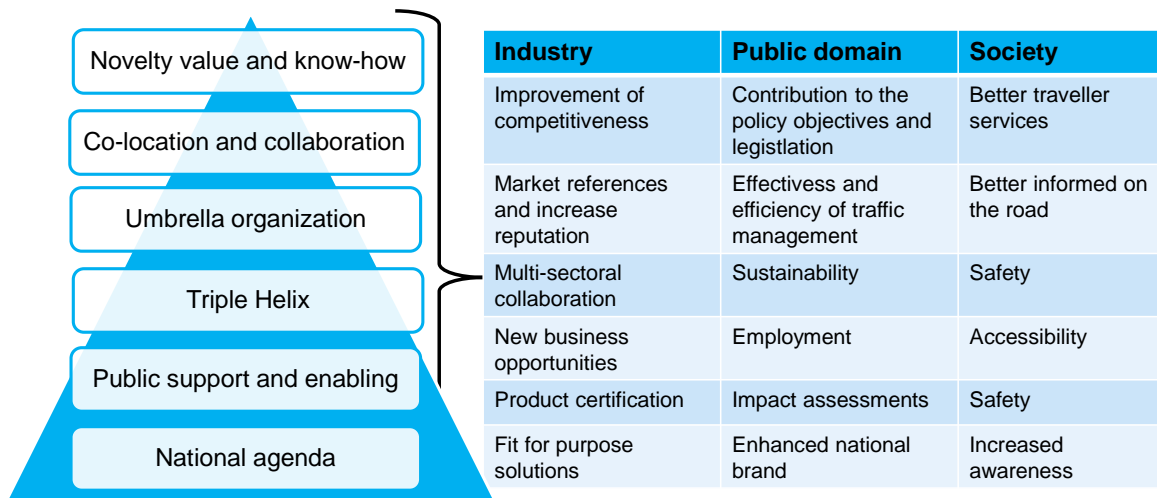 Novelty value and know-how
Co-location and collaboration
Umbrella organization
Triple Helix
Public support and enabling
National agenda
Industry Public domain Society
Improvement of Contribution to the Better traveller
competitiveness policy objectives and services
legistlation
Market references Effectivess and Better informed on
and increase efficiency of traffic the road
reputation management
Multi-sectoral Sustainability Safety
collaboration
New business Employment Accessibility
opportunities
Product certification Impact assessments Safety
Fit for purpose Enhanced national Increased
solutions brand awareness